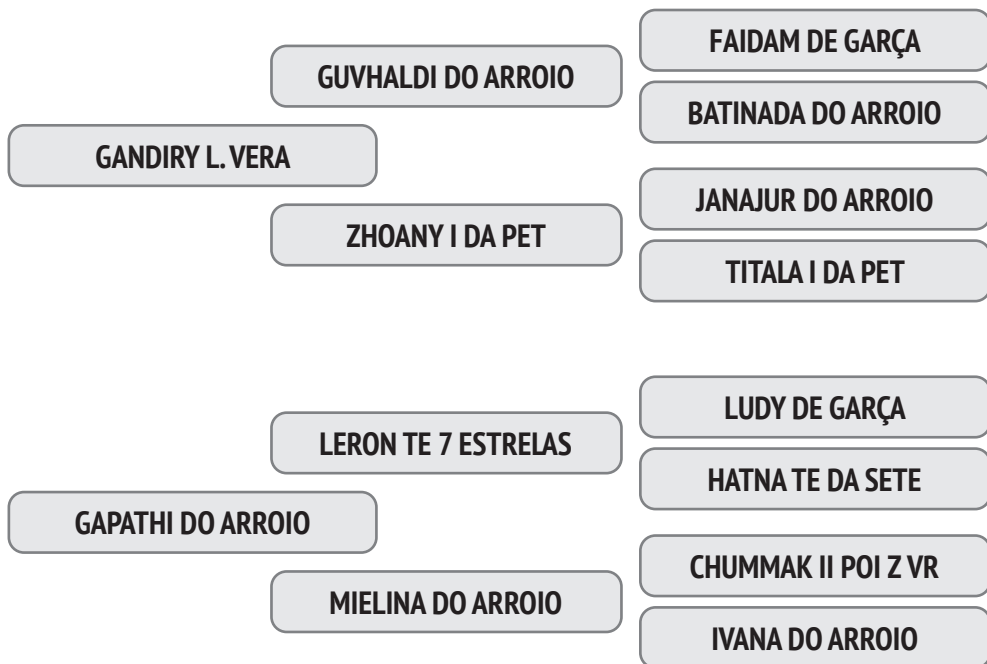 FAIDAM DE GARÇA
GUVHALDI DO ARROIO
BATINADA DO ARROIO
GANDIRY L. VERA
JANAJUR DO ARROIO
ZHOANY I DA PET
TITALA I DA PET
LUDY DE GARÇA
LERON TE 7 ESTRELAS
HATNA TE DA SETE
GAPATHI DO ARROIO
CHUMMAK II POI Z VR
MIELINA DO ARROIO
IVANA DO ARROIO